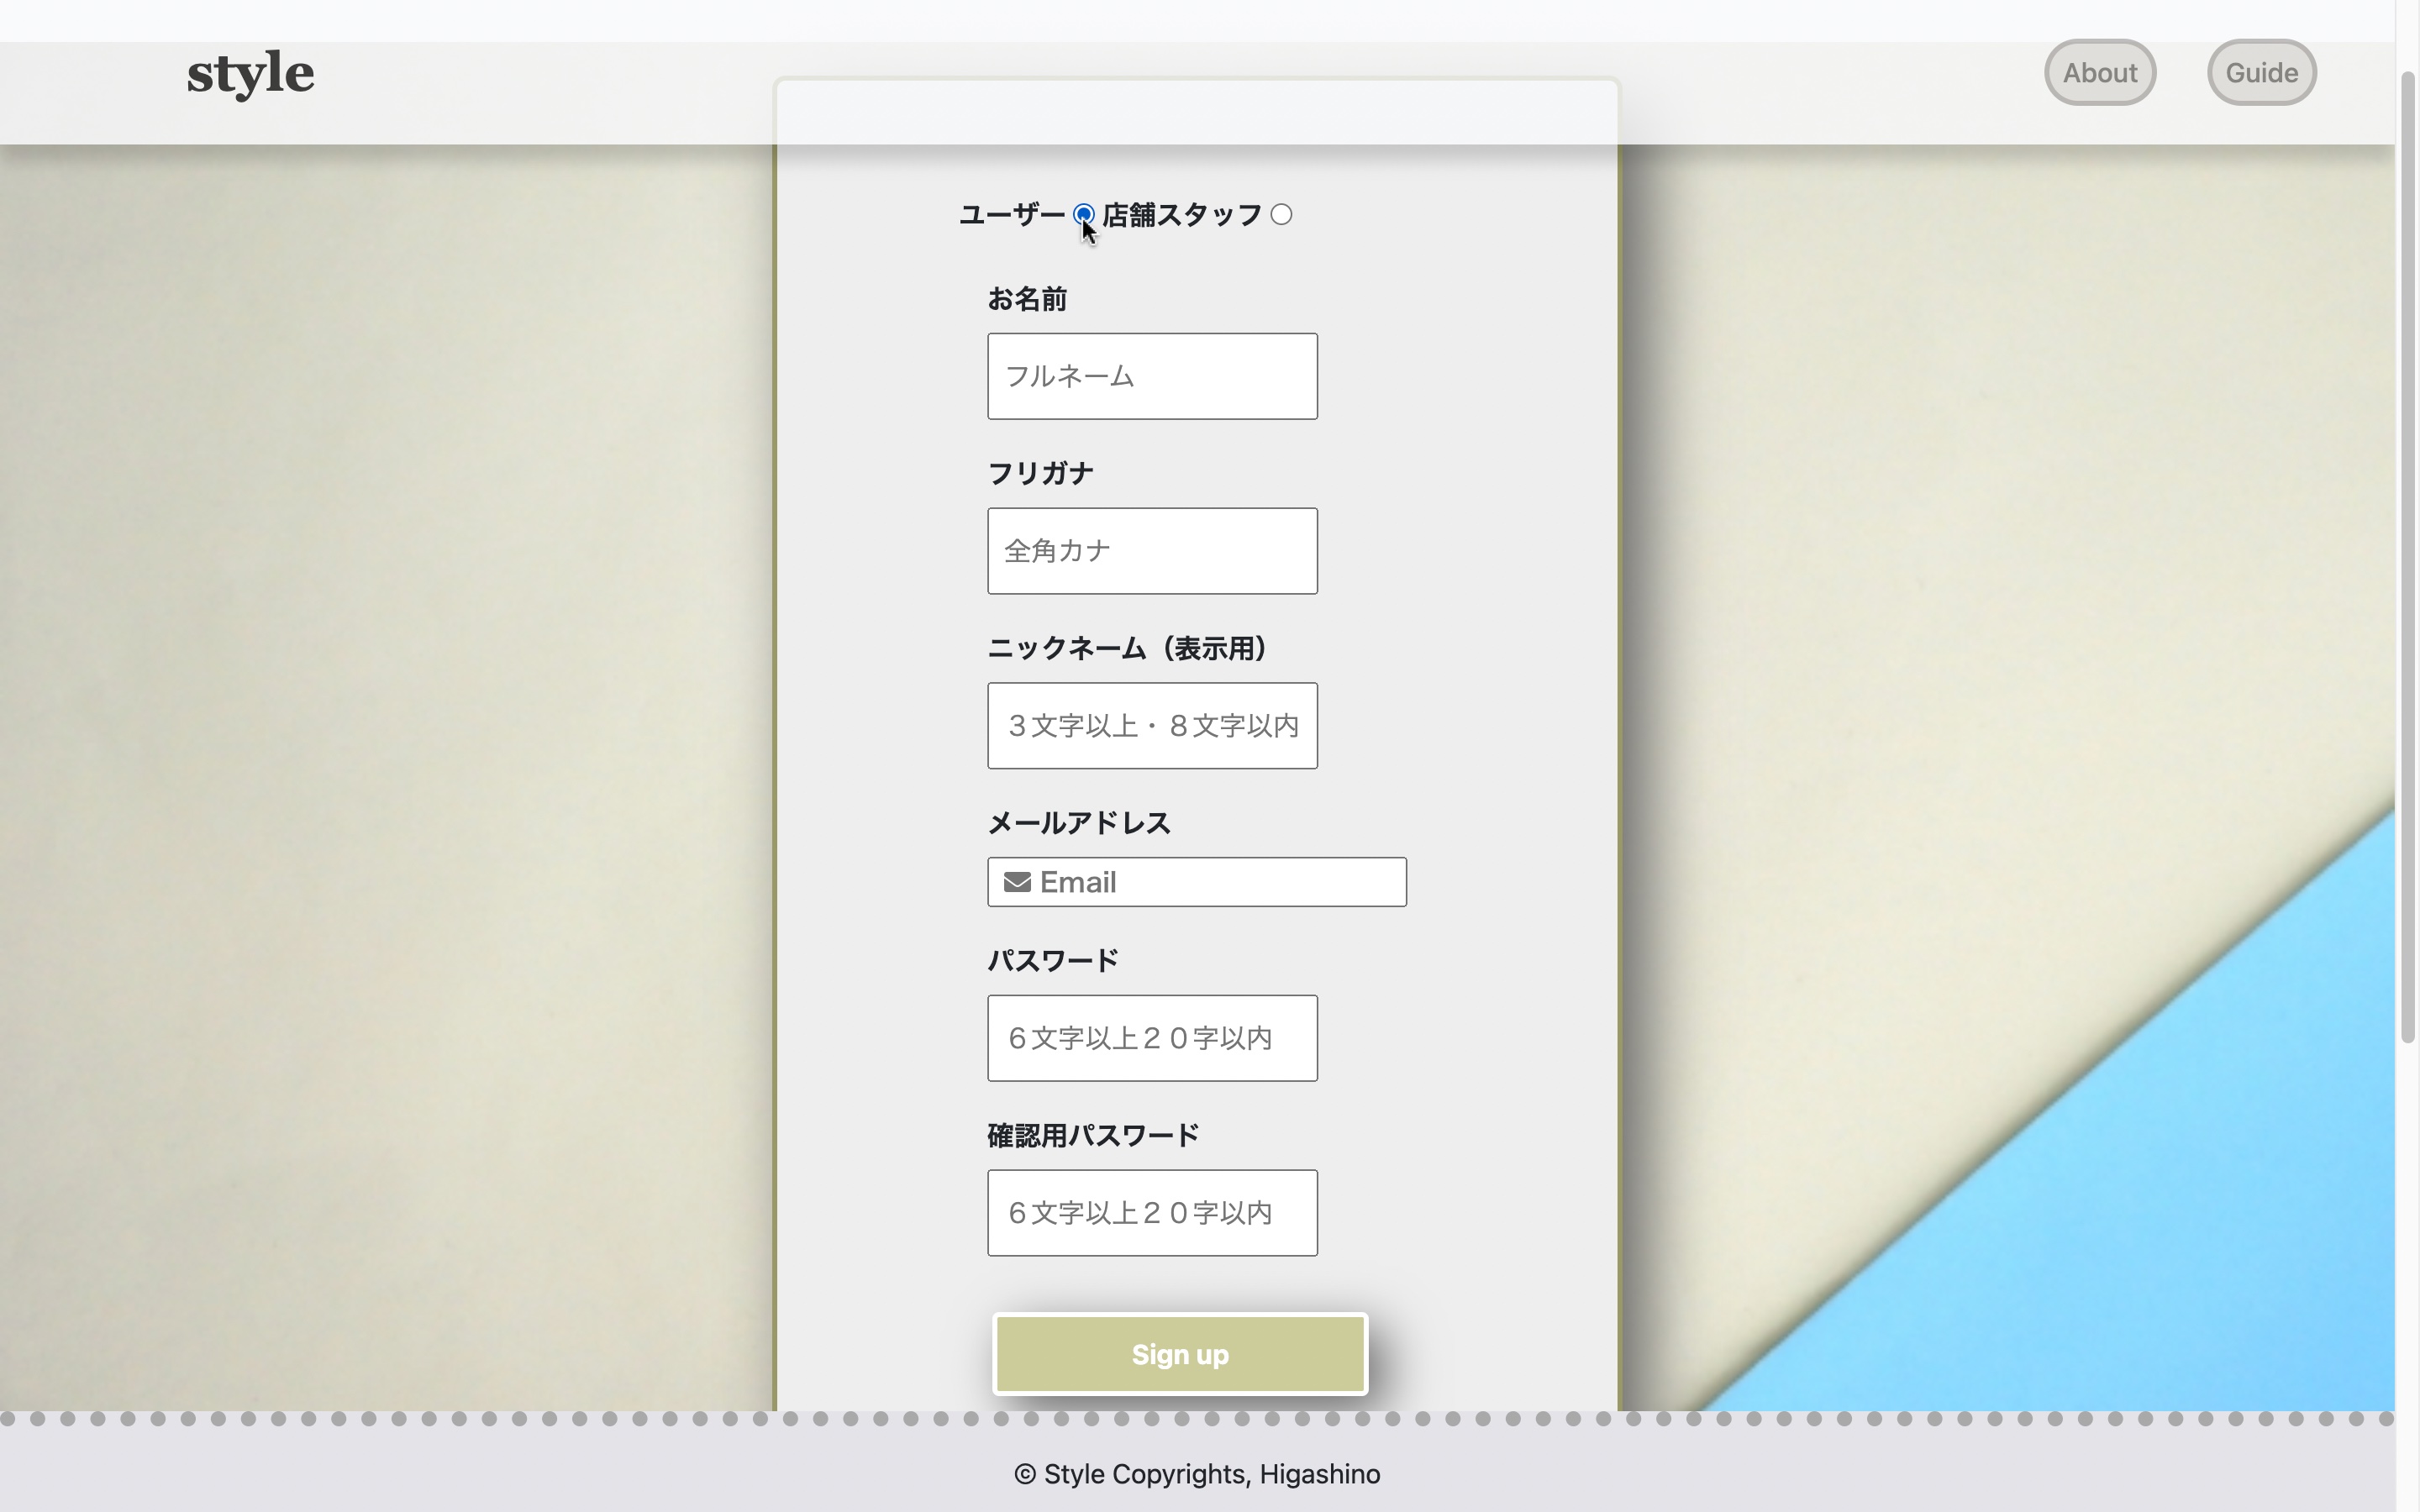 style
About
Guide
ユーザー 店舗スタッフ
お名前
フルネーム
フリガナ
全角カナ
ニックネーム（表示用）
３文字以上・８文字以内
メールアドレス
Email
パスワード
６文字以上２０字以内
確認用パスワード
６文字以上２０字以内
Sign up
© Style Copyrights, Higashino